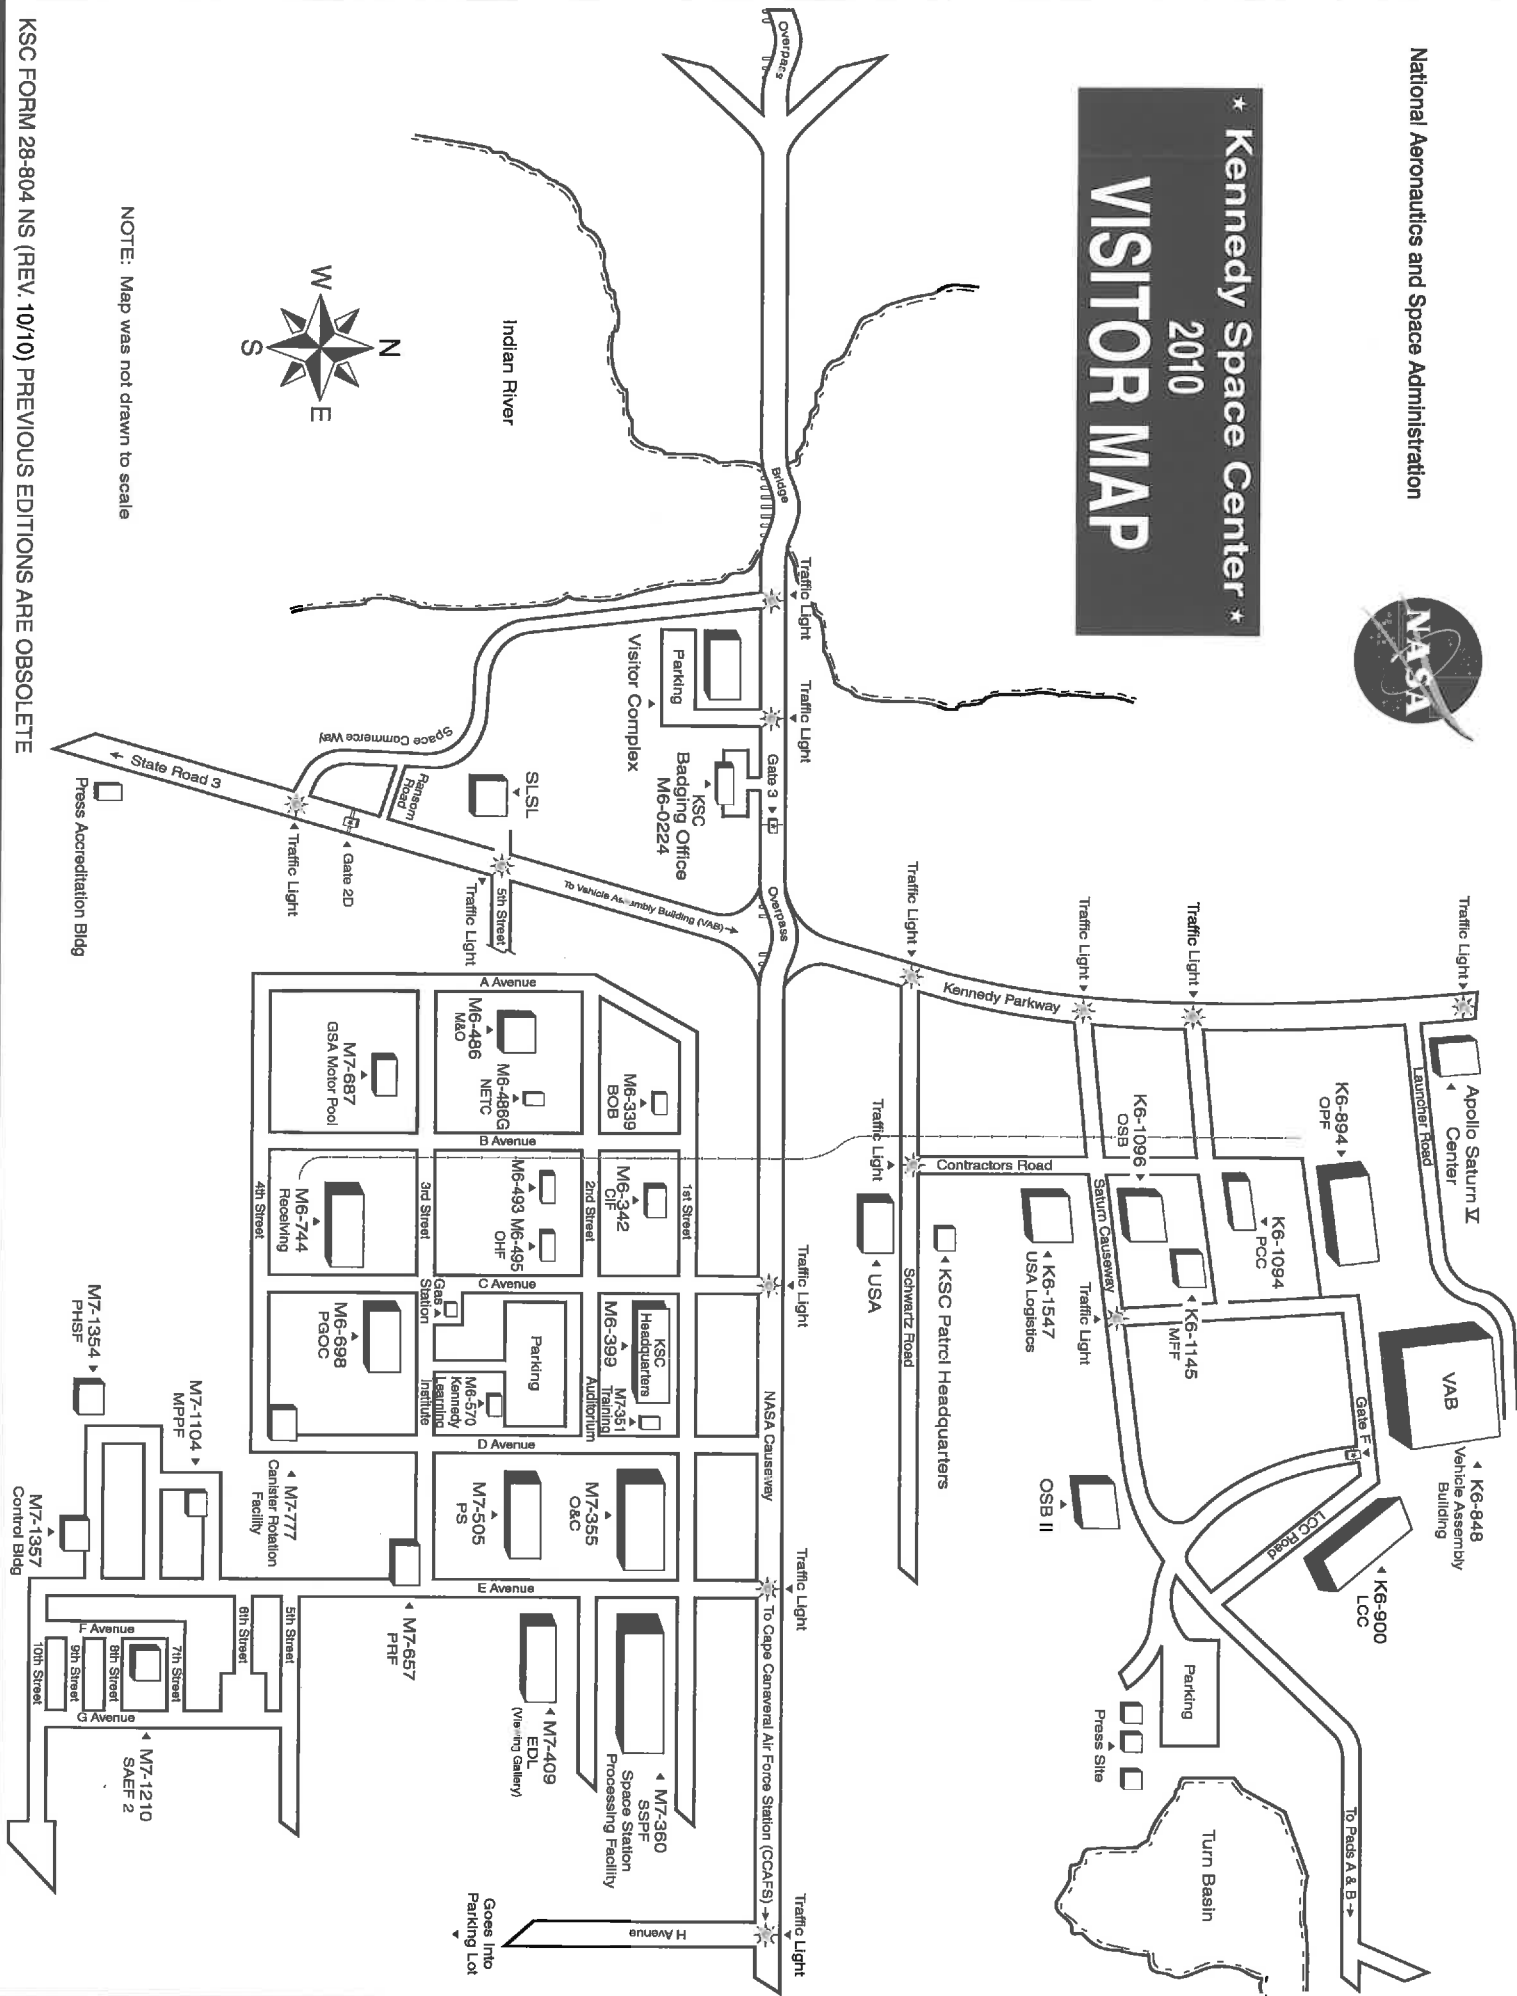 National Aeronautics and Space Administration
NASA
★ Kennedy Space Center ★
2010
VISITOR MAP
Overpass
Bridge
Indian River
N
W
E
S
NOTE: Map was not drawn to scale
Traffic Light
Traffic Light
Parking
Visitor Complex
Gate 3
KSC
Badging Office
M6-0224
Space Commerce Way
Ransom
Road
SLSL
← State Road 3
Press Accreditation Bldg
Traffic Light
Gate 2D
Traffic Light
5th Street
To Vehicle Assembly Building (VAB) →
Overpass
Traffic Light
Traffic Light
Traffic Light
Traffic Light
Kennedy Parkway
Apollo Saturn V
Center
Launcher Road
K6-894
OPF
K6-1096
OSB
K6-1094
PCC
Traffic Light
Contractors Road
Saturn Causeway
K6-1547
USA Logistics
K6-1145
MFF
Traffic Light
USA
KSC Patrol Headquarters
Schwartz Road
VAB
K6-848
Vehicle Assembly
Building
Gate F
OSB II
LCC Road
K6-900
LCC
Parking
Press Site
Turn Basin
To Pads A & B →
A Avenue
M6-486
M&O
M6-486G
NETC
M7-687
GSA Motor Pool
M6-339
BOB
B Avenue
M6-342
CIF
M6-493
M6-495
OHF
M6-744
Receiving
1st Street
2nd Street
3rd Street
4th Street
C Avenue
Traffic Light
Gas
Station
Parking
KSC
Headquarters
M6-399
M7-351
Training
Auditorium
M6-570
Kennedy
Learning
Institute
M6-698
PGOC
NASA Causeway
D Avenue
M7-355
O&C
M7-505
PS
M7-777
Canister Rotation
Facility
M7-1354
PHSF
M7-1104
MPPF
M7-1357
Control Bldg
E Avenue
Traffic Light
M7-657
PRF
5th Street
6th Street
7th Street
8th Street
9th Street
10th Street
F Avenue
G Avenue
M7-1210
SAEF 2
M7-409
EDL
(Viewing Gallery)
M7-360
SSPF
Space Station
Processing Facility
To Cape Canaveral Air Force Station (CCAFS) →
Traffic Light
H Avenue
Goes Into
Parking Lot
KSC FORM 28-804 NS (REV. 10/10) PREVIOUS EDITIONS ARE OBSOLETE